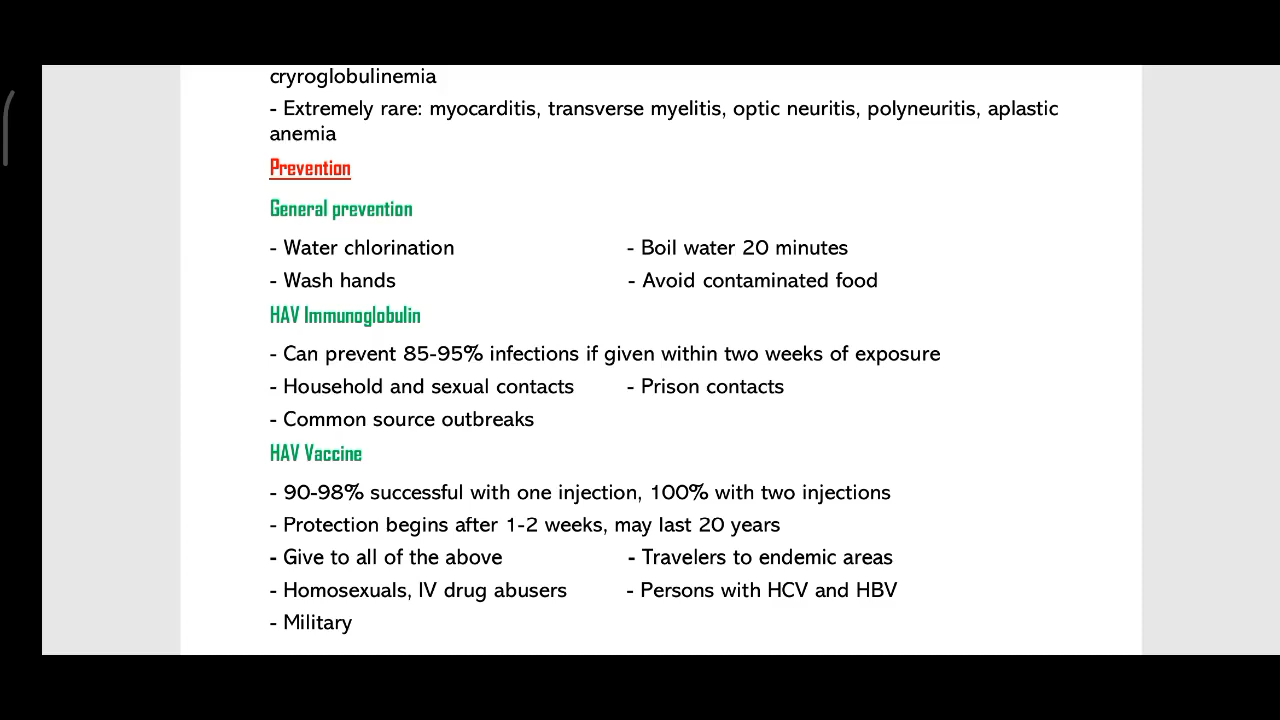 cryroglobulinemia
- Extremely rare: myocarditis, transverse myelitis, optic neuritis, polyneuritis, aplastic
anemia
Prevention
General prevention
- Water chlorination - Boil water 20 minutes
- Wash hands - Avoid contaminated food
HAV Immunoglobulin
- Can prevent 85-95% infections if given within two weeks of exposure
- Household and sexual contacts - Prison contacts
- Common source outbreaks
HAV Vaccine
- 90-98% successful with one injection, 100% with two injections
- Protection begins after 1-2 weeks, may last 20 years
- Give to all of the above - Travelers to endemic areas
- Homosexuals, IV drug abusers - Persons with HCV and HBV
- Military